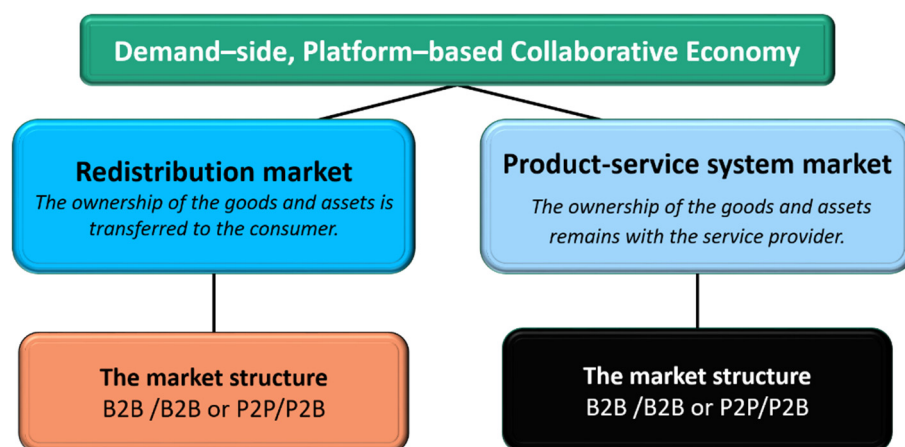 Demand–side, Platform–based Collaborative Economy
Redistribution market
The ownership of the goods and assets is
transferred to the consumer.
Product-service system market
The ownership of the goods and assets
remains with the service provider.
The market structure
B2B /B2B or P2P/P2B
The market structure
B2B /B2B or P2P/P2B